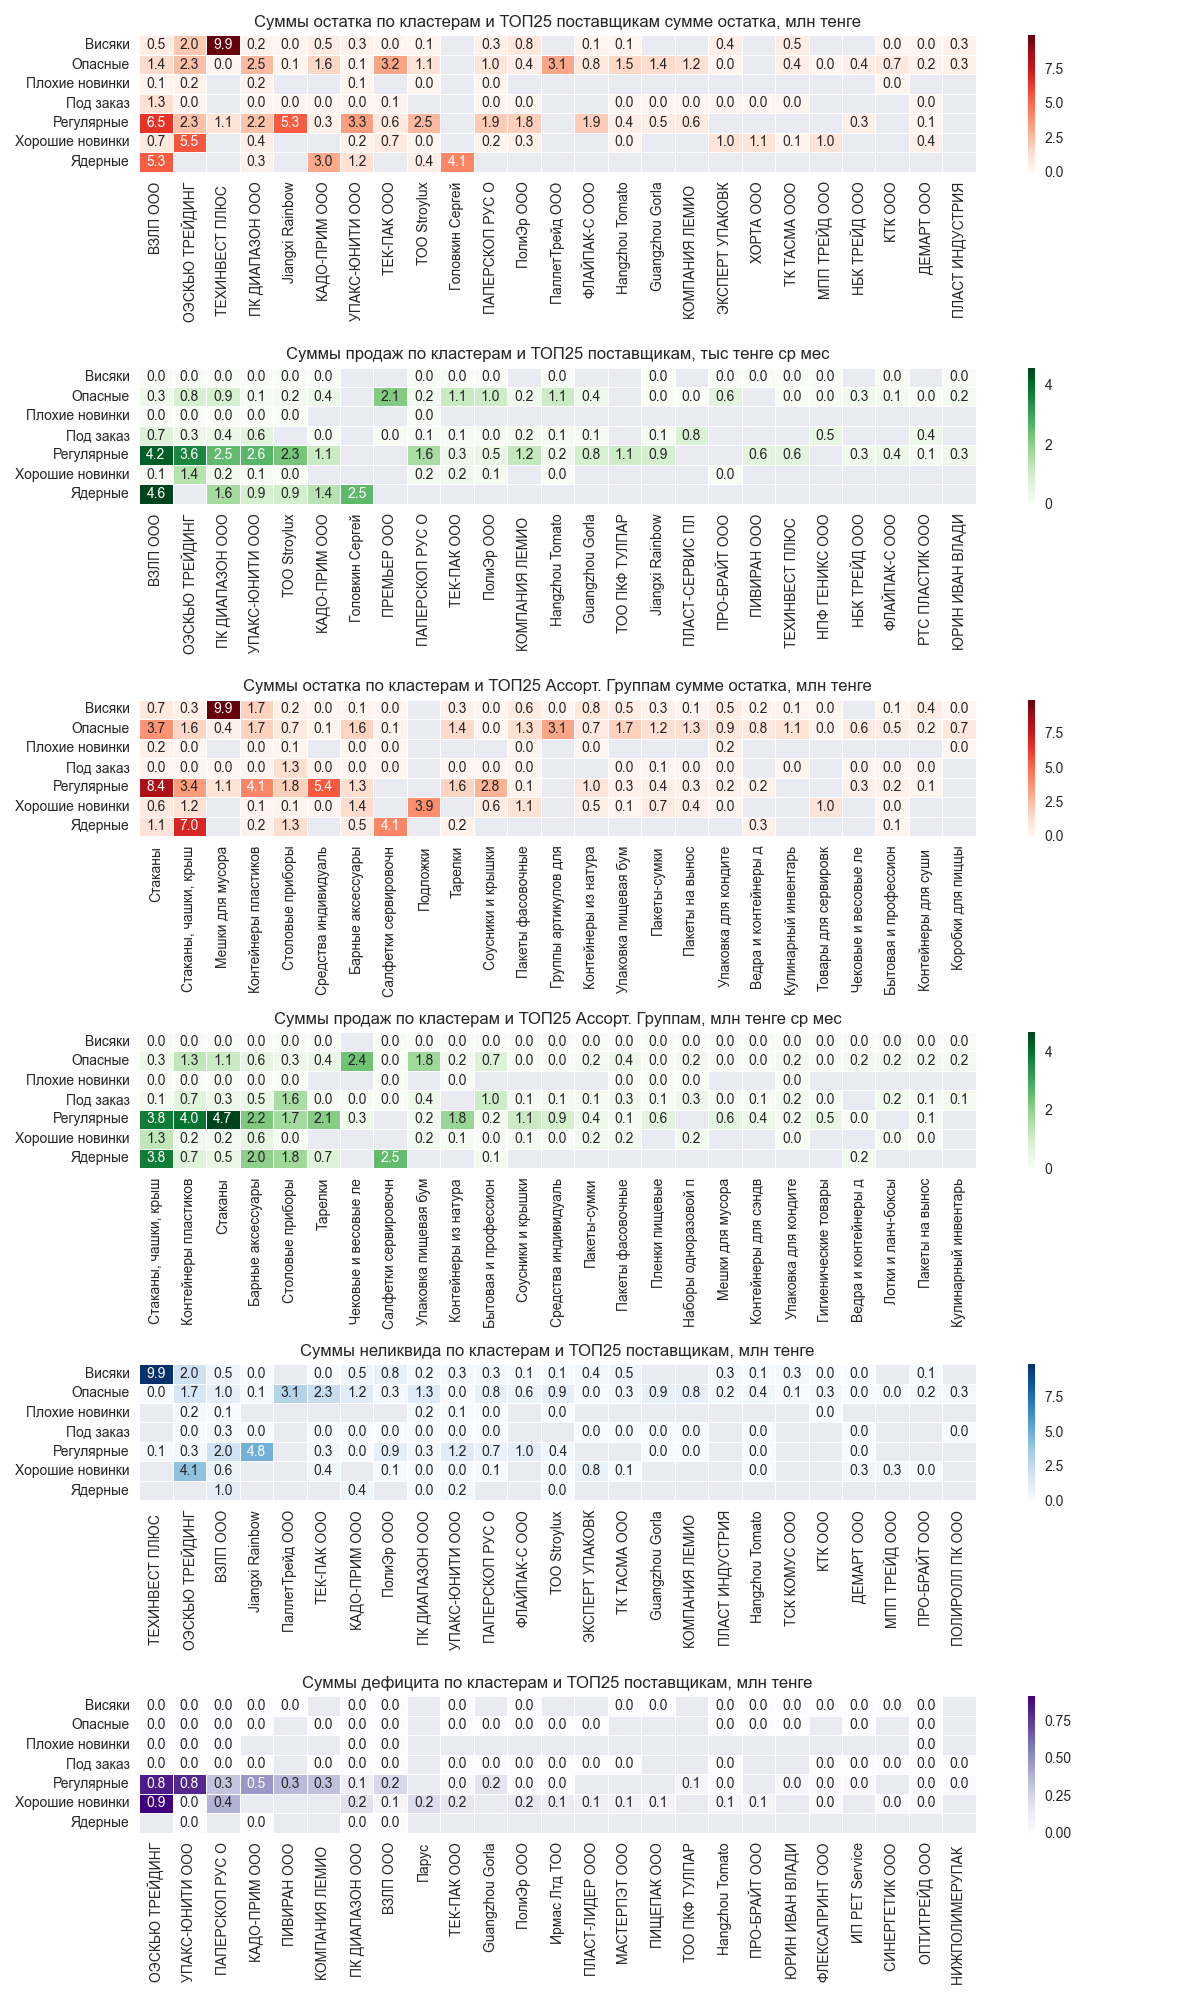 Суммы остатка по кластерам и ТОП25 поставщикам сумме остатка, млн тенге
Висяки 0.5 2.0 9.9 0.2 0.0 0.5 0.3 0.0 0.1 0.3 0.8 0.1 0.1 0.4 0.5 0.0 0.0 0.3
Опасные 1.4 2.3 0.0 2.5 0.1 1.6 0.1 3.2 1.1 1.0 0.4 3.1 0.8 1.5 1.4 1.2 0.0 0.4 0.0 0.4 0.7 0.2 0.3
Плохие новинки 0.1 0.2 0.2 0.1 0.0 0.0 0.0
Под заказ 1.3 0.0 0.0 0.0 0.0 0.0 0.1 0.0 0.0 0.0 0.0 0.0 0.0 0.0 0.0 0.0
Регулярные 6.5 2.3 1.1 2.2 5.3 0.3 3.3 0.6 2.5 1.9 1.8 1.9 0.4 0.5 0.6 0.3 0.1
Хорошие новинки 0.7 5.5 0.4 0.2 0.7 0.0 0.2 0.3 0.0 1.0 1.1 0.1 1.0 0.4
Ядерные 5.3 0.3 3.0 1.2 0.4 4.1
7.5
5.0
2.5
0.0
ВЗЛП ООО
ОЭСКЬЮ ТРЕЙДИНГ
ТЕХИНВЕСТ ПЛЮС
ПК ДИАПАЗОН ООО
Jiangxi Rainbow
КАДО-ПРИМ ООО
УПАКС-ЮНИТИ ООО
ТЕК-ПАК ООО
ТОО Stroylux
Головкин Сергей
ПАПЕРСКОП РУС О
ПолиЭр ООО
ПаллетТрейд ООО
ФЛАЙПАК-С ООО
Hangzhou Tomato
Guangzhou Gorla
КОМПАНИЯ ЛЕМИО
ЭКСПЕРТ УПАКОВК
ХОРТА ООО
ТК ТАСМА ООО
МПП ТРЕЙД ООО
НБК ТРЕЙД ООО
КТК ООО
ДЕМАРТ ООО
ПЛАСТ ИНДУСТРИЯ
Суммы продаж по кластерам и ТОП25 поставщикам, тыс тенге ср мес
Висяки 0.0 0.0 0.0 0.0 0.0 0.0 0.0 0.0 0.0 0.0 0.0 0.0 0.0 0.0 0.0 0.0 0.0
Опасные 0.3 0.8 0.9 0.1 0.2 0.4 2.1 0.2 1.1 1.0 0.2 1.1 0.4 0.0 0.0 0.6 0.0 0.0 0.3 0.1 0.0 0.2
Плохие новинки 0.0 0.0 0.0 0.0 0.0 0.0
Под заказ 0.7 0.3 0.4 0.6 0.0 0.0 0.1 0.1 0.0 0.2 0.1 0.1 0.1 0.8 0.5 0.4
Регулярные 4.2 3.6 2.5 2.6 2.3 1.1 1.6 0.3 0.5 1.2 0.2 0.8 1.1 0.9 0.6 0.6 0.3 0.4 0.1 0.3
Хорошие новинки 0.1 1.4 0.2 0.1 0.0 0.2 0.2 0.1 0.0 0.0
Ядерные 4.6 1.6 0.9 0.9 1.4 2.5
4
2
0
ВЗЛП ООО
ОЭСКЬЮ ТРЕЙДИНГ
ПК ДИАПАЗОН ООО
УПАКС-ЮНИТИ ООО
ТОО Stroylux
КАДО-ПРИМ ООО
Головкин Сергей
ПРЕМЬЕР ООО
ПАПЕРСКОП РУС О
ТЕК-ПАК ООО
ПолиЭр ООО
КОМПАНИЯ ЛЕМИО
Hangzhou Tomato
Guangzhou Gorla
ТОО ПКФ ТУЛПАР
Jiangxi Rainbow
ПЛАСТ-СЕРВИС ПЛ
ПРО-БРАЙТ ООО
ПИВИРАН ООО
ТЕХИНВЕСТ ПЛЮС
НПФ ГЕНИКС ООО
НБК ТРЕЙД ООО
ФЛАЙПАК-С ООО
РТС ПЛАСТИК ООО
ЮРИН ИВАН ВЛАДИ
Суммы остатка по кластерам и ТОП25 Ассорт. Группам сумме остатка, млн тенге
Висяки 0.7 0.3 9.9 1.7 0.2 0.0 0.1 0.0 0.3 0.0 0.6 0.0 0.8 0.5 0.3 0.1 0.5 0.2 0.1 0.0 0.1 0.4 0.0
Опасные 3.7 1.6 0.4 1.7 0.7 0.1 1.6 0.1 1.4 0.0 1.3 3.1 0.7 1.7 1.2 1.3 0.9 0.8 1.1 0.0 0.6 0.5 0.2 0.7
Плохие новинки 0.2 0.0 0.0 0.1 0.0 0.0 0.0 0.0 0.2 0.0
Под заказ 0.0 0.0 0.0 0.0 1.3 0.0 0.0 0.0 0.0 0.0 0.0 0.0 0.1 0.0 0.0 0.0 0.0 0.0 0.0
Регулярные 8.4 3.4 1.1 4.1 1.8 5.4 1.3 1.6 2.8 0.1 1.0 0.3 0.4 0.3 0.2 0.2 0.3 0.2 0.1
Хорошие новинки 0.6 1.2 0.1 0.1 0.0 1.4 3.9 0.6 1.1 0.5 0.1 0.7 0.4 0.0 1.0 0.0
Ядерные 1.1 7.0 0.2 1.3 0.5 4.1 0.2 0.3 0.1
7.5
5.0
2.5
0.0
Стаканы
Стаканы, чашки, крыш
Мешки для мусора
Контейнеры пластиков
Столовые приборы
Средства индивидуаль
Барные аксессуары
Салфетки сервировочн
Подложки
Тарелки
Соусники и крышки
Пакеты фасовочные
Группы артикулов для
Контейнеры из натура
Упаковка пищевая бум
Пакеты-сумки
Пакеты на вынос
Упаковка для кондите
Ведра и контейнеры д
Кулинарный инвентарь
Товары для сервировк
Чековые и весовые ле
Бытовая и профессион
Контейнеры для суши
Коробки для пиццы
Суммы продаж по кластерам и ТОП25 Ассорт. Группам, млн тенге ср мес
Висяки 0.0 0.0 0.0 0.0 0.0 0.0 0.0 0.0 0.0 0.0 0.0 0.0 0.0 0.0 0.0 0.0 0.0 0.0 0.0 0.0 0.0 0.0 0.0 0.0
Опасные 0.3 1.3 1.1 0.6 0.3 0.4 2.4 0.0 1.8 0.2 0.7 0.0 0.0 0.2 0.4 0.0 0.2 0.0 0.0 0.2 0.0 0.2 0.2 0.2 0.2
Плохие новинки 0.0 0.0 0.0 0.0 0.0 0.0 0.0 0.0 0.0 0.0
Под заказ 0.1 0.7 0.3 0.5 1.6 0.0 0.0 0.0 0.4 1.0 0.1 0.1 0.1 0.3 0.1 0.3 0.0 0.1 0.2 0.0 0.2 0.1 0.1
Регулярные 3.8 4.0 4.7 2.2 1.7 2.1 0.3 0.2 1.8 0.2 1.1 0.9 0.4 0.1 0.6 0.6 0.4 0.2 0.5 0.0 0.1
Хорошие новинки 1.3 0.2 0.2 0.6 0.0 0.2 0.1 0.0 0.1 0.0 0.2 0.2 0.2 0.0 0.0 0.0
Ядерные 3.8 0.7 0.5 2.0 1.8 0.7 2.5 0.1 0.2
4
2
0
Стаканы, чашки, крыш
Контейнеры пластиков
Стаканы
Барные аксессуары
Столовые приборы
Тарелки
Чековые и весовые ле
Салфетки сервировочн
Упаковка пищевая бум
Контейнеры из натура
Бытовая и профессион
Соусники и крышки
Средства индивидуаль
Пакеты-сумки
Пакеты фасовочные
Пленки пищевые
Наборы одноразовой п
Мешки для мусора
Контейнеры для сэндв
Упаковка для кондите
Гигиенические товары
Ведра и контейнеры д
Лотки и ланч-боксы
Пакеты на вынос
Кулинарный инвентарь
Суммы неликвида по кластерам и ТОП25 поставщикам, млн тенге
Висяки 9.9 2.0 0.5 0.0 0.0 0.5 0.8 0.2 0.3 0.3 0.1 0.1 0.4 0.5 0.3 0.1 0.3 0.0 0.0 0.1
Опасные 0.0 1.7 1.0 0.1 3.1 2.3 1.2 0.3 1.3 0.0 0.8 0.6 0.9 0.0 0.3 0.9 0.8 0.2 0.4 0.1 0.3 0.0 0.0 0.2 0.3
Плохие новинки 0.2 0.1 0.2 0.1 0.0 0.0 0.0
Под заказ 0.0 0.3 0.0 0.0 0.0 0.0 0.0 0.0 0.0 0.0 0.0 0.0 0.0 0.0 0.0 0.0
Регулярные 0.1 0.3 2.0 4.8 0.3 0.0 0.9 0.3 1.2 0.7 1.0 0.4 0.0 0.0 0.0 0.0
Хорошие новинки 4.1 0.6 0.4 0.1 0.0 0.0 0.1 0.0 0.8 0.1 0.0 0.3 0.3 0.0
Ядерные 1.0 0.4 0.0 0.2 0.0
7.5
5.0
2.5
0.0
ТЕХИНВЕСТ ПЛЮС
ОЭСКЬЮ ТРЕЙДИНГ
ВЗЛП ООО
Jiangxi Rainbow
ПаллетТрейд ООО
ТЕК-ПАК ООО
КАДО-ПРИМ ООО
ПолиЭр ООО
ПК ДИАПАЗОН ООО
УПАКС-ЮНИТИ ООО
ПАПЕРСКОП РУС О
ФЛАЙПАК-С ООО
ТОО Stroylux
ЭКСПЕРТ УПАКОВК
ТК ТАСМА ООО
Guangzhou Gorla
КОМПАНИЯ ЛЕМИО
ПЛАСТ ИНДУСТРИЯ
Hangzhou Tomato
ТСК КОМУС ООО
КТК ООО
ДЕМАРТ ООО
МПП ТРЕЙД ООО
ПРО-БРАЙТ ООО
ПОЛИРОЛЛ ПК ООО
Суммы дефицита по кластерам и ТОП25 поставщикам, млн тенге
Висяки 0.0 0.0 0.0 0.0 0.0 0.0 0.0 0.0 0.0 0.0 0.0 0.0 0.0 0.0 0.0 0.0 0.0
Опасные 0.0 0.0 0.0 0.0 0.0 0.0 0.0 0.0 0.0 0.0 0.0 0.0 0.0 0.0 0.0 0.0 0.0
Плохие новинки 0.0 0.0 0.0 0.0 0.0 0.0
Под заказ 0.0 0.0 0.0 0.0 0.0 0.0 0.0 0.0 0.0 0.0 0.0 0.0 0.0 0.0 0.0 0.0 0.0 0.0 0.0
Регулярные 0.8 0.8 0.3 0.5 0.3 0.3 0.1 0.2 0.0 0.2 0.0 0.0 0.1 0.0 0.0 0.0 0.0 0.0 0.0
Хорошие новинки 0.9 0.0 0.4 0.2 0.1 0.2 0.2 0.2 0.1 0.1 0.1 0.1 0.1 0.1 0.0 0.0 0.0
Ядерные 0.0 0.0 0.0 0.0
0.75
0.50
0.25
0.00
ОЭСКЬЮ ТРЕЙДИНГ
УПАКС-ЮНИТИ ООО
ПАПЕРСКОП РУС О
КАДО-ПРИМ ООО
ПИВИРАН ООО
КОМПАНИЯ ЛЕМИО
ПК ДИАПАЗОН ООО
ВЗЛП ООО
Парус
ТЕК-ПАК ООО
Guangzhou Gorla
ПолиЭр ООО
Ирмас Лтд ТОО
ПЛАСТ-ЛИДЕР ООО
МАСТЕРПЭТ ООО
ПИЩЕПАК ООО
ТОО ПКФ ТУЛПАР
Hangzhou Tomato
ПРО-БРАЙТ ООО
ЮРИН ИВАН ВЛАДИ
ФЛЕКСАПРИНТ ООО
ИП PET Service
СИНЕРГЕТИК ООО
ОПТИТРЕЙД ООО
НИЖПОЛИМЕРУПАК